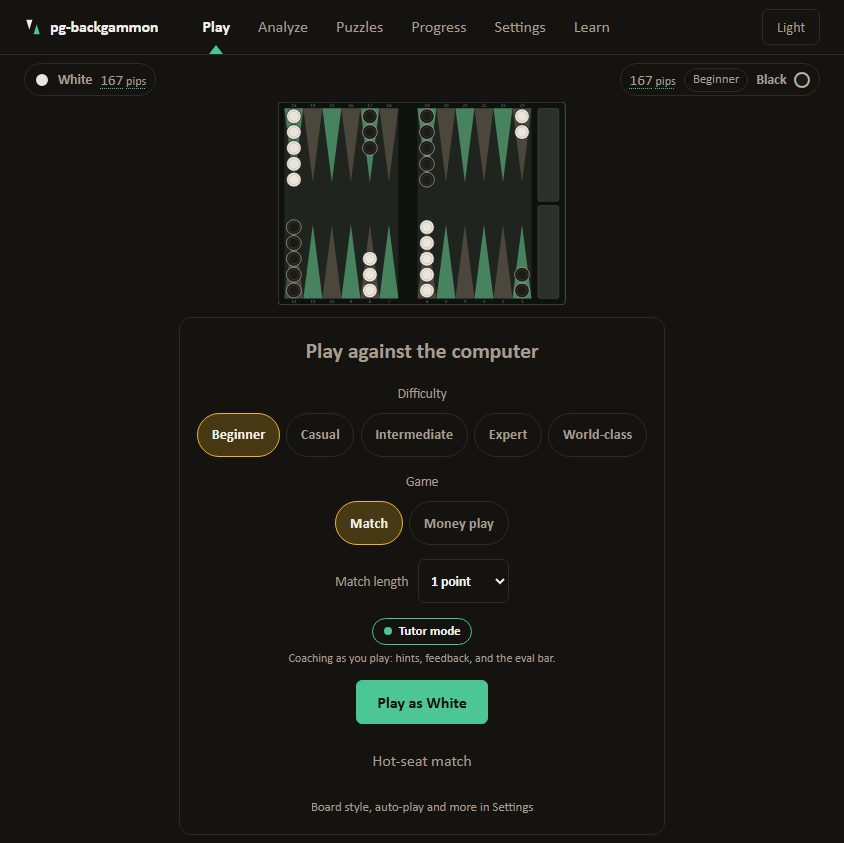 pg-backgammon Play Analyze Puzzles Progress Settings Learn Light
White 167 pips 167 pips Beginner Black
Play against the computer
Difficulty
Beginner Casual Intermediate Expert World-class
Game
Match Money play
Match length 1 point
Tutor mode
Coaching as you play: hints, feedback, and the eval bar.
Play as White
Hot-seat match
Board style, auto-play and more in Settings